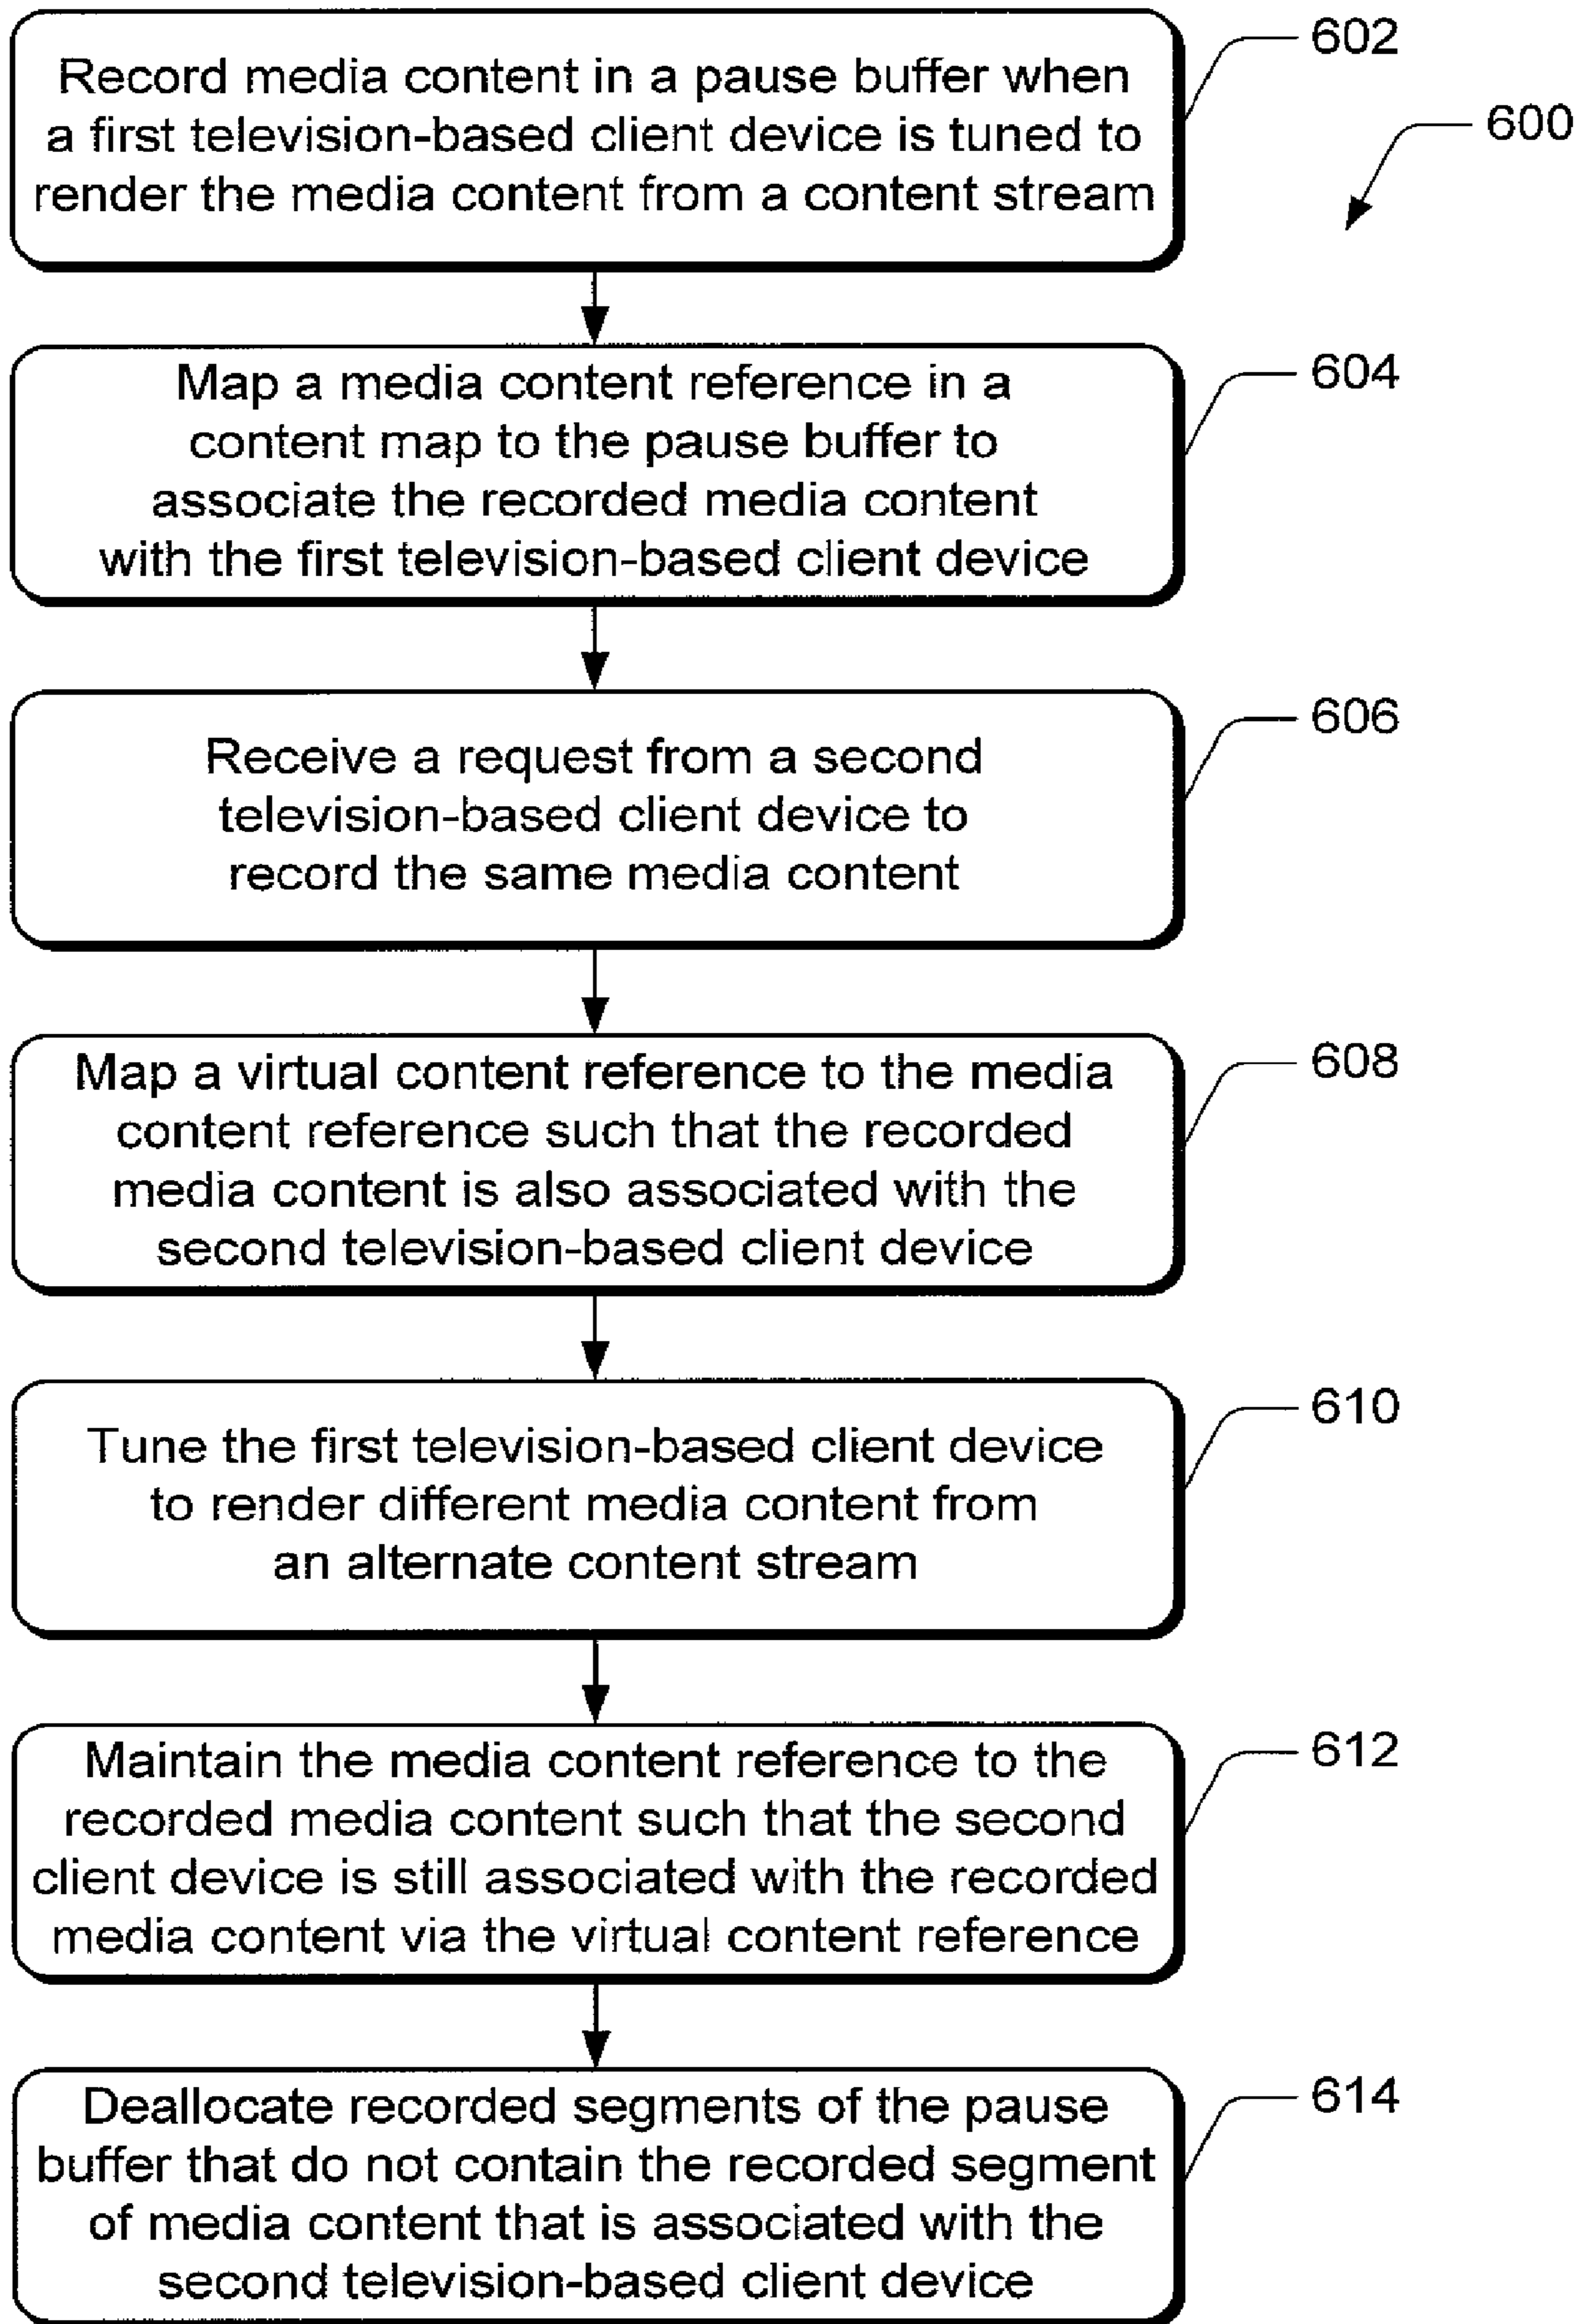 Record media content in a pause buffer when
a first television-based client device is tuned to
render the media content from a content stream
602
600
Map a media content reference in a
content map to the pause buffer to
associate the recorded media content
with the first television-based client device
604
Receive a request from a second
television-based client device to
record the same media content
606
Map a virtual content reference to the media
content reference such that the recorded
media content is also associated with the
second television-based client device
608
Tune the first television-based client device
to render different media content from
an alternate content stream
610
Maintain the media content reference to the
recorded media content such that the second
client device is still associated with the recorded
media content via the virtual content reference
612
Deallocate recorded segments of the pause
buffer that do not contain the recorded segment
of media content that is associated with the
second television-based client device
614